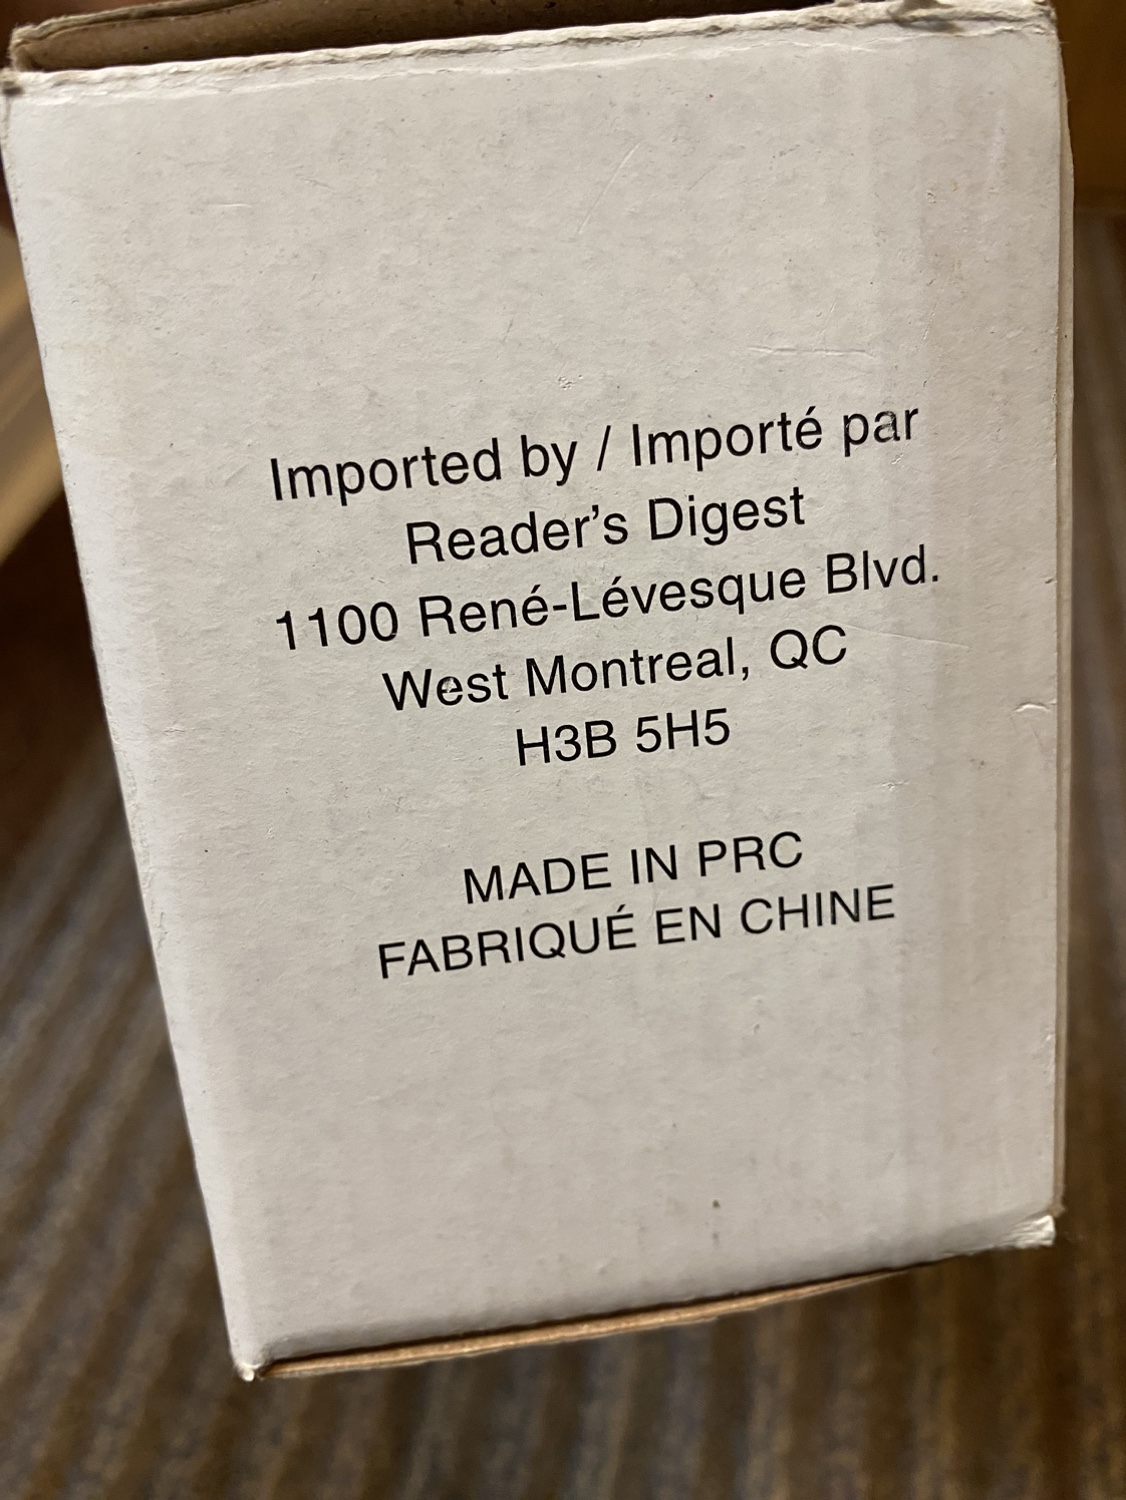 Imported by / Importé par
Reader’s Digest
1100 René-Lévesque Blvd.
West Montreal, QC
H3B 5H5
MADE IN PRC
FABRIQUÉ EN CHINE